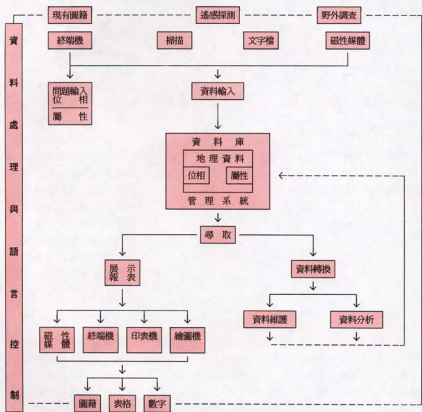 現有圖籍 遙感探測 野外調查
終端機 掃描 文字檔 磁性媒體
問題輸入
位相
屬性
資料輸入
資料庫
地理資料
位相 屬性
管理系統
尋取
展示
報表
資料轉換
磁性
媒體
終端機 印表機 繪圖機
資料維護 資料分析
圖籍 表格 數字
資料處理與語言控制